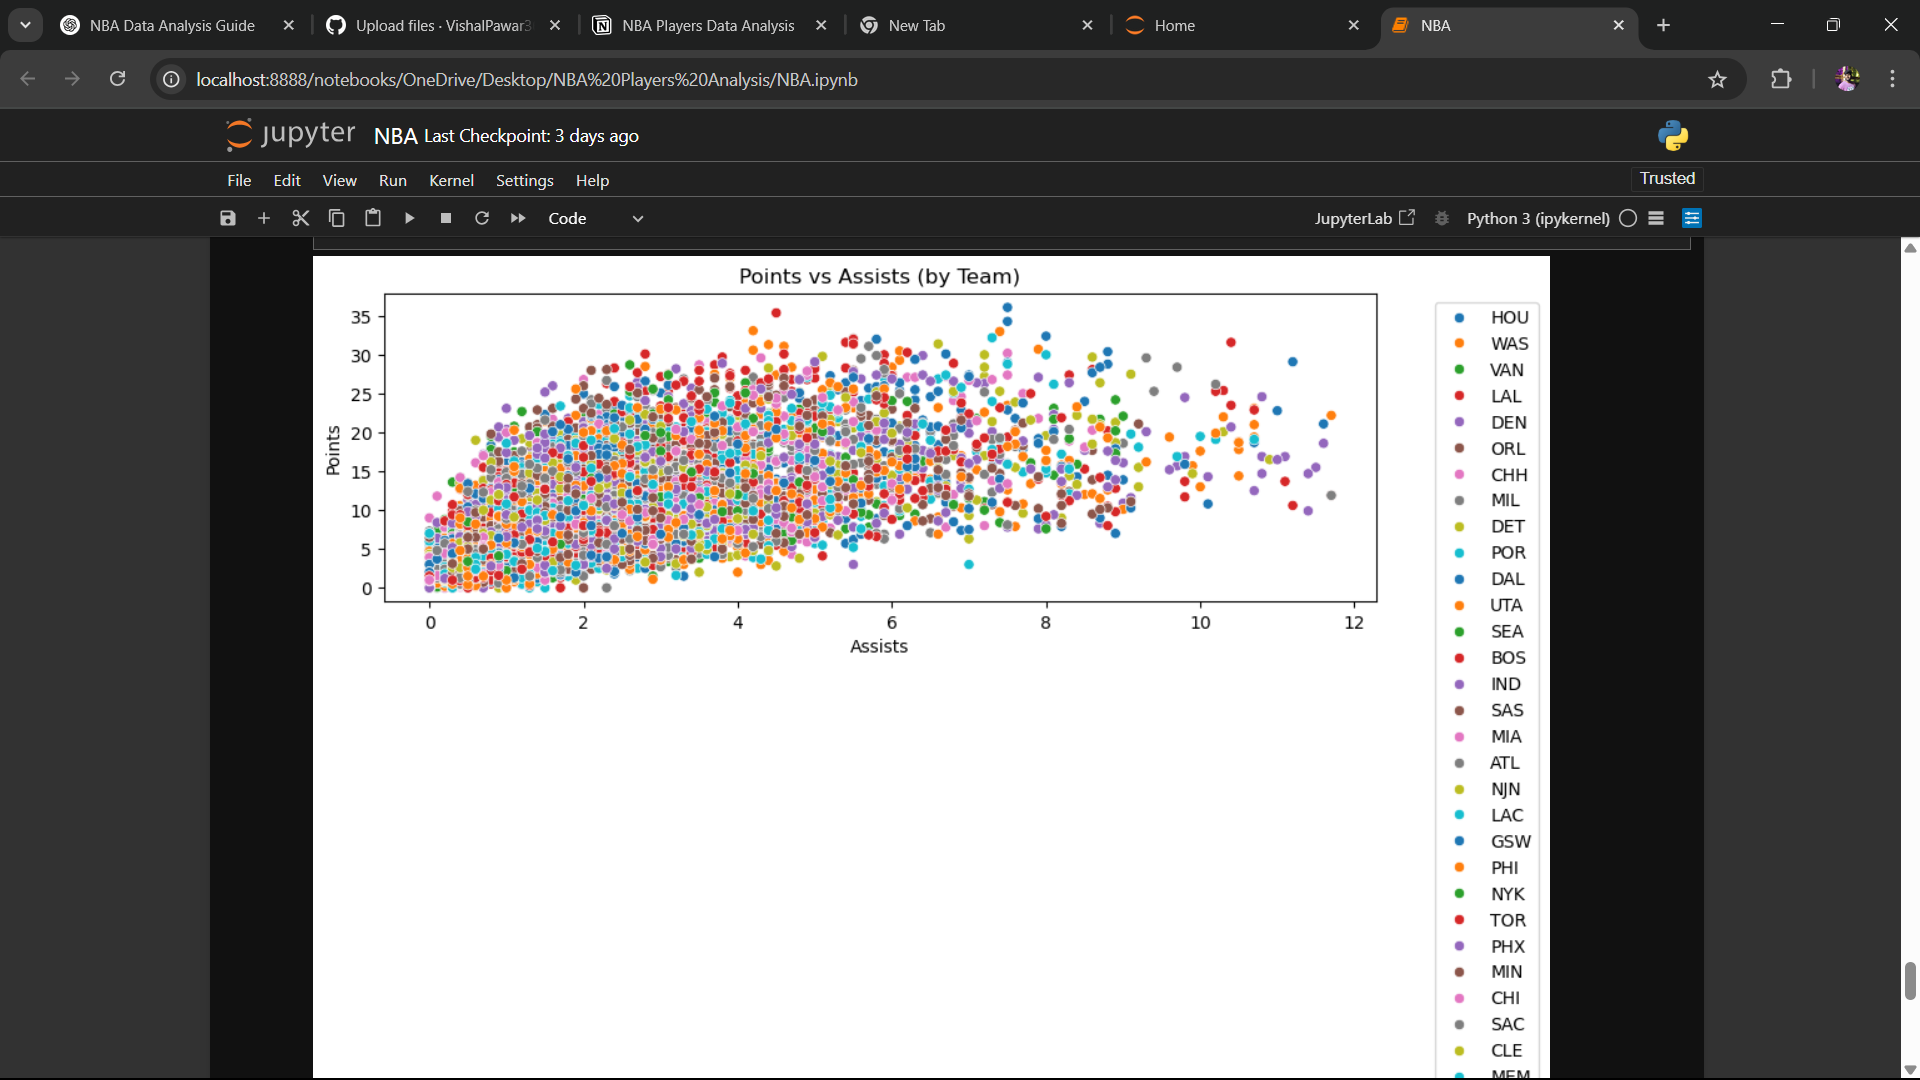 NBA Data Analysis Guide
Upload files · VishalPawar3
NBA Players Data Analysis
New Tab
Home
NBA
localhost:8888/notebooks/OneDrive/Desktop/NBA%20Players%20Analysis/NBA.ipynb
jupyter NBA Last Checkpoint: 3 days ago
File Edit View Run Kernel Settings Help
Trusted
Code
JupyterLab
Python 3 (ipykernel)
Points vs Assists (by Team)
35
30
25
20
15
10
5
0
Points
0 2 4 6 8 10 12
Assists
HOU
WAS
VAN
LAL
DEN
ORL
CHH
MIL
DET
POR
DAL
UTA
SEA
BOS
IND
SAS
MIA
ATL
NJN
LAC
GSW
PHI
NYK
TOR
PHX
MIN
CHI
SAC
CLE
MEM